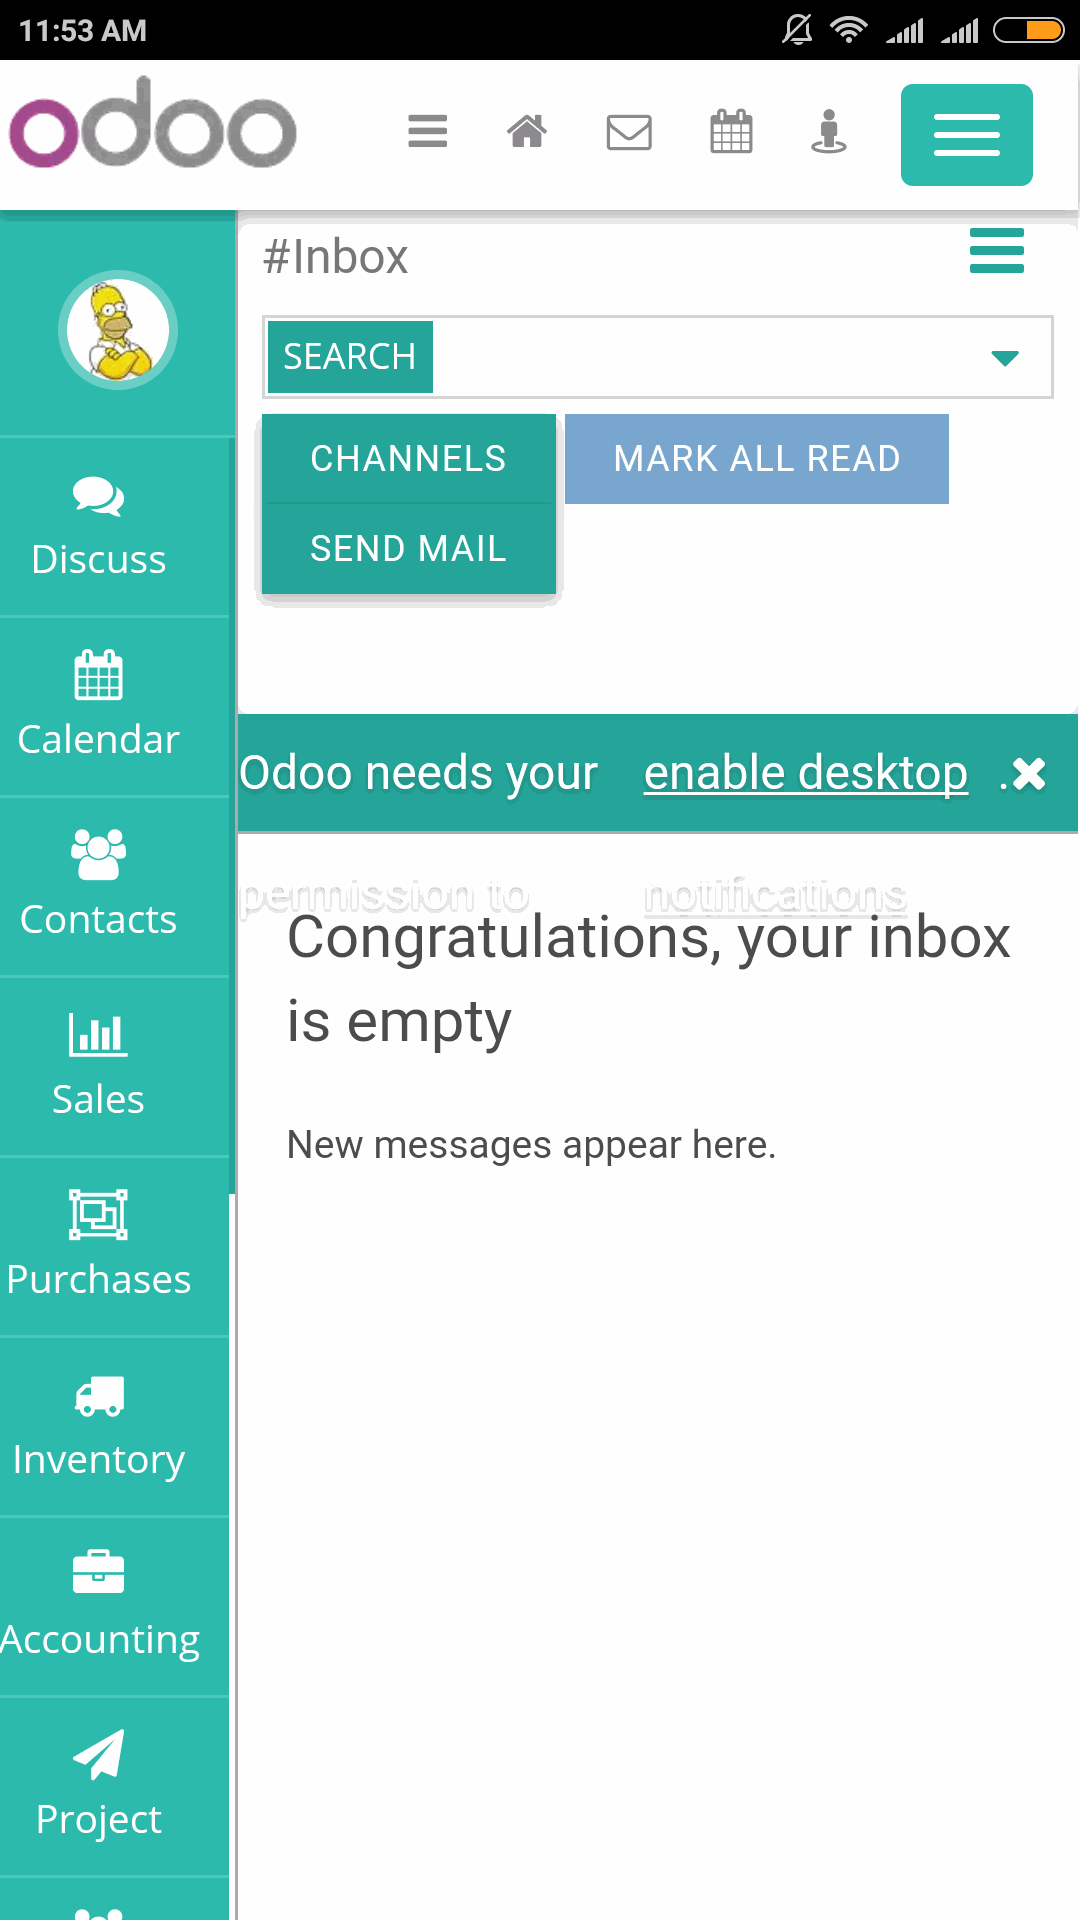 11:53 AM
odoo
#Inbox
SEARCH
CHANNELS
MARK ALL READ
SEND MAIL
Odoo needs your enable desktop .
permission to notifications
Congratulations, your inbox
is empty
New messages appear here.
Discuss
Calendar
Contacts
Sales
Purchases
Inventory
Accounting
Project